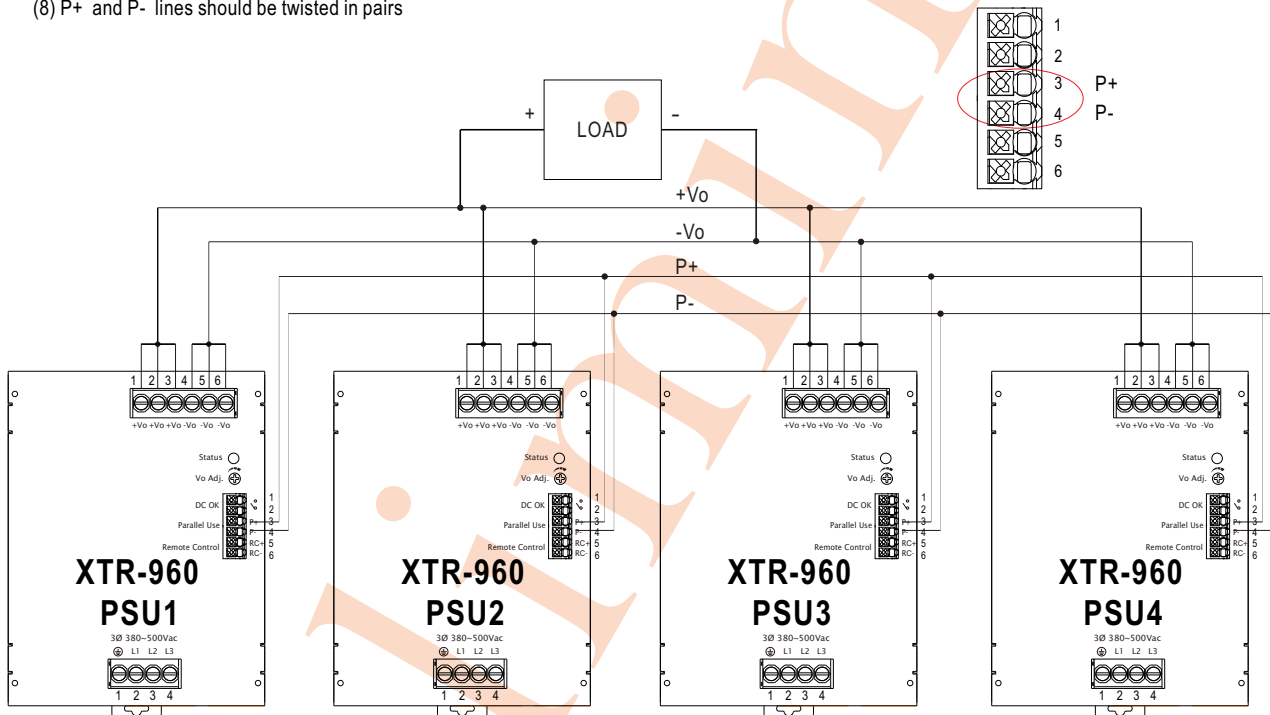 (8) P+ and P- lines should be twisted in pairs
1
2
3 P+
4 P-
5
6
+ LOAD -
+Vo
-Vo
P+
P-
1 2 3 4 5 6
+Vo +Vo +Vo -Vo -Vo -Vo
Status
Vo Adj.
DC OK
1
2
Parallel Use
P+ 3
P- 4
Remote Control
RC+ 5
RC- 6
XTR-960
PSU1
3Ø 380~500Vac
L1 L2 L3
1 2 3 4
1 2 3 4 5 6
+Vo +Vo +Vo -Vo -Vo -Vo
Status
Vo Adj.
DC OK
1
2
Parallel Use
P+ 3
P- 4
Remote Control
RC+ 5
RC- 6
XTR-960
PSU2
3Ø 380~500Vac
L1 L2 L3
1 2 3 4
1 2 3 4 5 6
+Vo +Vo +Vo -Vo -Vo -Vo
Status
Vo Adj.
DC OK
1
2
Parallel Use
P+ 3
P- 4
Remote Control
RC+ 5
RC- 6
XTR-960
PSU3
3Ø 380~500Vac
L1 L2 L3
1 2 3 4
1 2 3 4 5 6
+Vo +Vo +Vo -Vo -Vo -Vo
Status
Vo Adj.
DC OK
1
2
Parallel Use
P+ 3
P- 4
Remote Control
RC+ 5
RC- 6
XTR-960
PSU4
3Ø 380~500Vac
L1 L2 L3
1 2 3 4